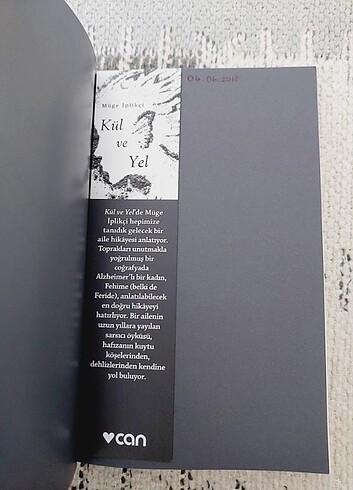 06.06.2018
Müge İplikçi
Kül
ve
Yel
Kül ve Yel'de Müge
İplikçi hepimize
tanıdık gelecek bir
aile hikâyesi anlatıyor.
Toprakları unutmakla
yoğrulmuş bir
coğrafyada
Alzheimer'lı bir kadın,
Fehime (belki de
Feride), anlatılabilecek
en doğru hikâyeyi
hatırlıyor. Bir ailenin
uzun yıllara yayılan
sarsıcı öyküsü,
hafızanın kuytu
köşelerinden,
dehlizlerinden kendine
yol buluyor.
can